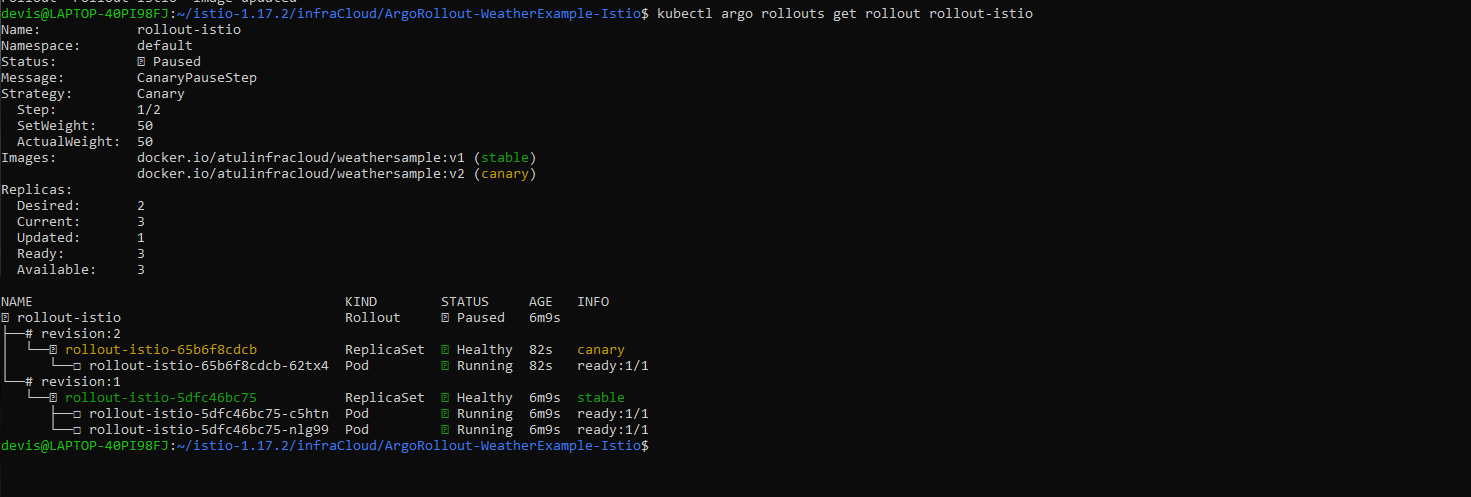 rollout "rollout-istio" image updated
devis@LAPTOP-40PI98FJ:~/istio-1.17.2/infraCloud/ArgoRollout-WeatherExample-Istio$ kubectl argo rollouts get rollout rollout-istio
Name:            rollout-istio
Namespace:       default
Status:          ⍰ Paused
Message:         CanaryPauseStep
Strategy:        Canary
  Step:          1/2
  SetWeight:     50
  ActualWeight:  50
Images:          docker.io/atulinfracloud/weathersample:v1 (stable)
                 docker.io/atulinfracloud/weathersample:v2 (canary)
Replicas:
  Desired:       2
  Current:       3
  Updated:       1
  Ready:         3
  Available:     3

NAME                                       KIND        STATUS     AGE   INFO
⍰ rollout-istio                            Rollout     ⍰ Paused   6m9s
├──# revision:2
│  └──⍰ rollout-istio-65b6f8cdcb           ReplicaSet  ⍰ Healthy  82s   canary
│     └──□ rollout-istio-65b6f8cdcb-62tx4  Pod         ⍰ Running  82s   ready:1/1
└──# revision:1
   └──⍰ rollout-istio-5dfc46bc75           ReplicaSet  ⍰ Healthy  6m9s  stable
      ├──□ rollout-istio-5dfc46bc75-c5htn  Pod         ⍰ Running  6m9s  ready:1/1
      └──□ rollout-istio-5dfc46bc75-nlg99  Pod         ⍰ Running  6m9s  ready:1/1
devis@LAPTOP-40PI98FJ:~/istio-1.17.2/infraCloud/ArgoRollout-WeatherExample-Istio$